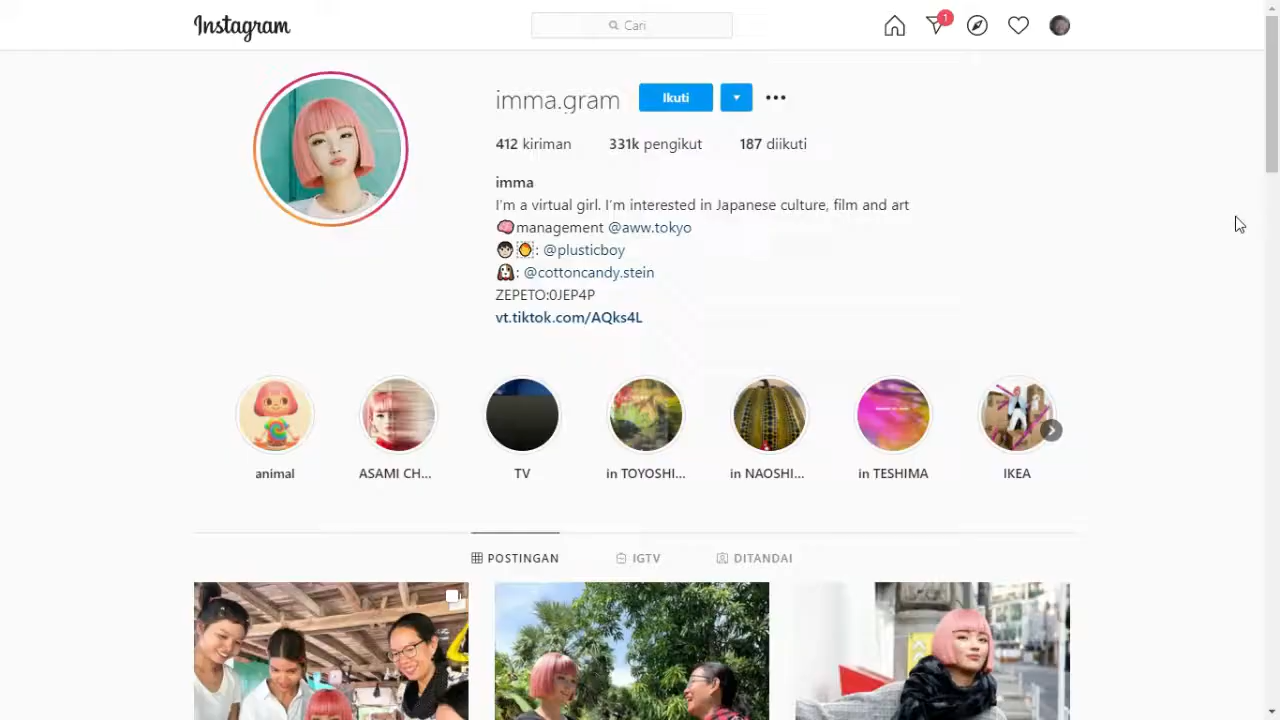 Instagram
Cari
1
imma.gram
Ikuti
412 kiriman 331k pengikut 187 diikuti
imma
I'm a virtual girl. I'm interested in Japanese culture, film and art
🧠management @aww.tokyo
: @plusticboy
: @cottoncandy.stein
ZEPETO:0JEP4P
vt.tiktok.com/AQks4L
animal ASAMI CH... TV in TOYOSHI... in NAOSHI... in TESHIMA IKEA
POSTINGAN IGTV DITANDAI